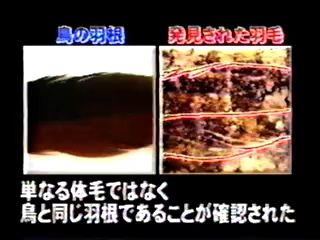 鳥の羽根
発見された羽毛
単なる体毛ではなく
鳥と同じ羽根であることが確認された